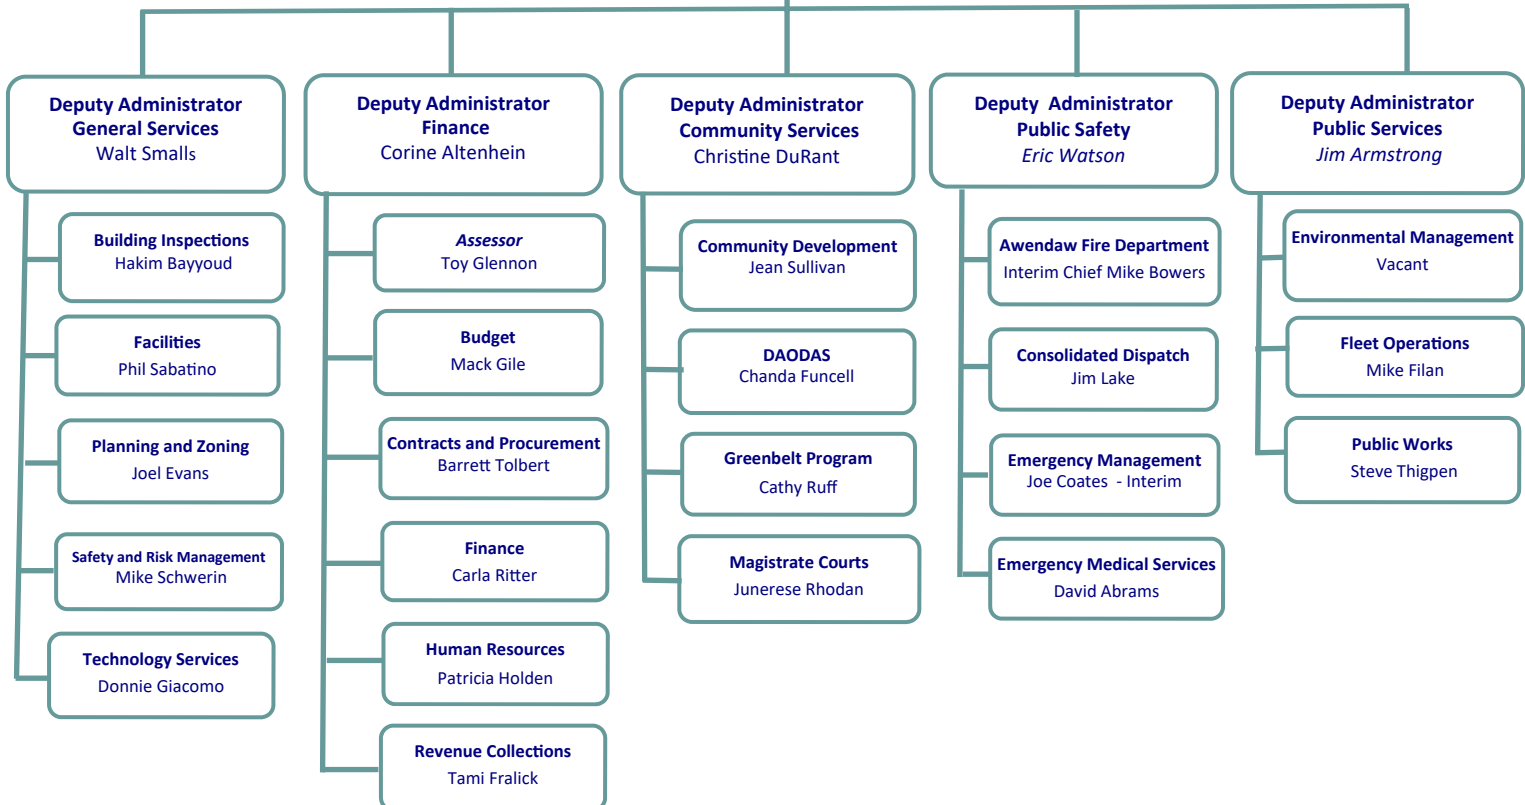 Deputy Administrator
General Services
Walt Smalls
Building Inspections
Hakim Bayyoud
Facilities
Phil Sabatino
Planning and Zoning
Joel Evans
Safety and Risk Management
Mike Schwerin
Technology Services
Donnie Giacomo
Deputy Administrator
Finance
Corine Altenhein
Assessor
Toy Glennon
Budget
Mack Gile
Contracts and Procurement
Barrett Tolbert
Finance
Carla Ritter
Human Resources
Patricia Holden
Revenue Collections
Tami Fralick
Deputy Administrator
Community Services
Christine DuRant
Community Development
Jean Sullivan
DAODAS
Chanda Funcell
Greenbelt Program
Cathy Ruff
Magistrate Courts
Junerese Rhodan
Deputy Administrator
Public Safety
Eric Watson
Awendaw Fire Department
Interim Chief Mike Bowers
Consolidated Dispatch
Jim Lake
Emergency Management
Joe Coates - Interim
Emergency Medical Services
David Abrams
Deputy Administrator
Public Services
Jim Armstrong
Environmental Management
Vacant
Fleet Operations
Mike Filan
Public Works
Steve Thigpen